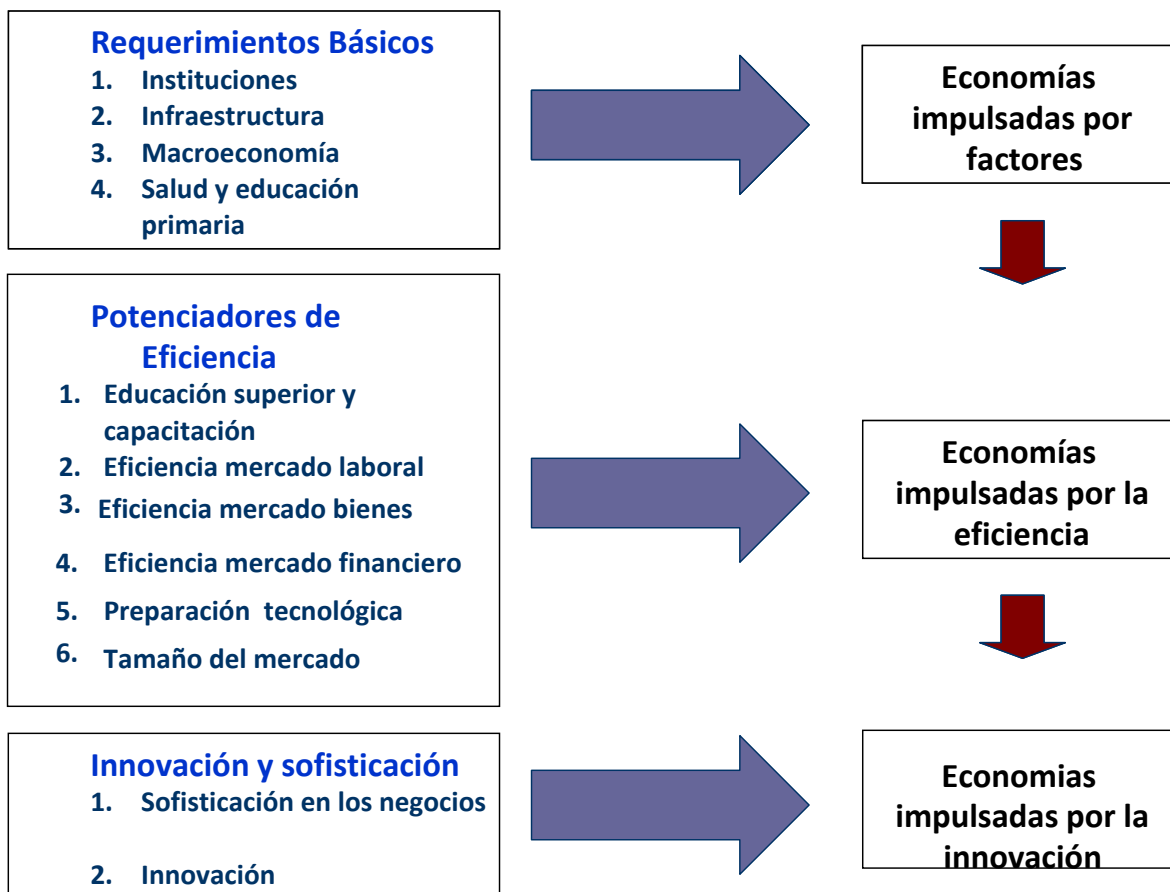 Requerimientos Básicos
1. Instituciones
2. Infraestructura
3. Macroeconomía
4. Salud y educación
primaria
Economías
impulsadas por
factores
Potenciadores de
Eficiencia
1. Educación superior y
capacitación
2. Eficiencia mercado laboral
3. Eficiencia mercado bienes
4. Eficiencia mercado financiero
5. Preparación tecnológica
6. Tamaño del mercado
Economías
impulsadas por la
eficiencia
Innovación y sofisticación
1. Sofisticación en los negocios
2. Innovación
Economias
impulsadas por la
innovación